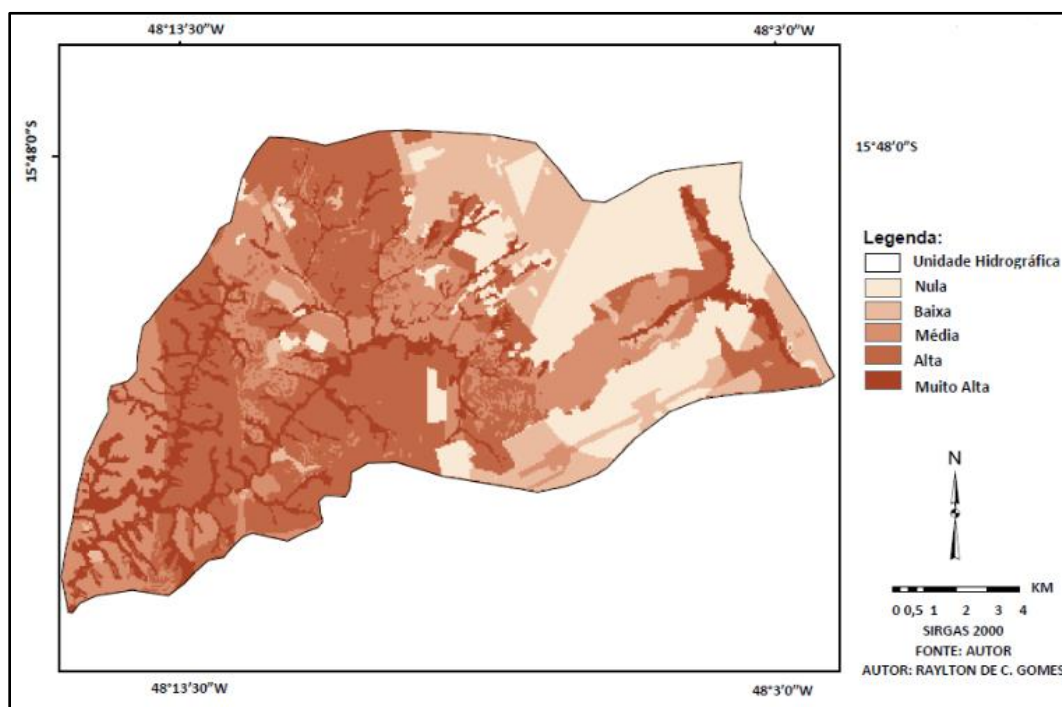 48°13'30"W
48°3'0"W
15°48'0"S
15°48'0"S
Legenda:
Unidade Hidrográfica
Nula
Baixa
Média
Alta
Muito Alta
N
KM
0 0,5 1 2 3 4
SIRGAS 2000
FONTE: AUTOR
AUTOR: RAYLTON DE C. GOMES
48°13'30"W
48°3'0"W